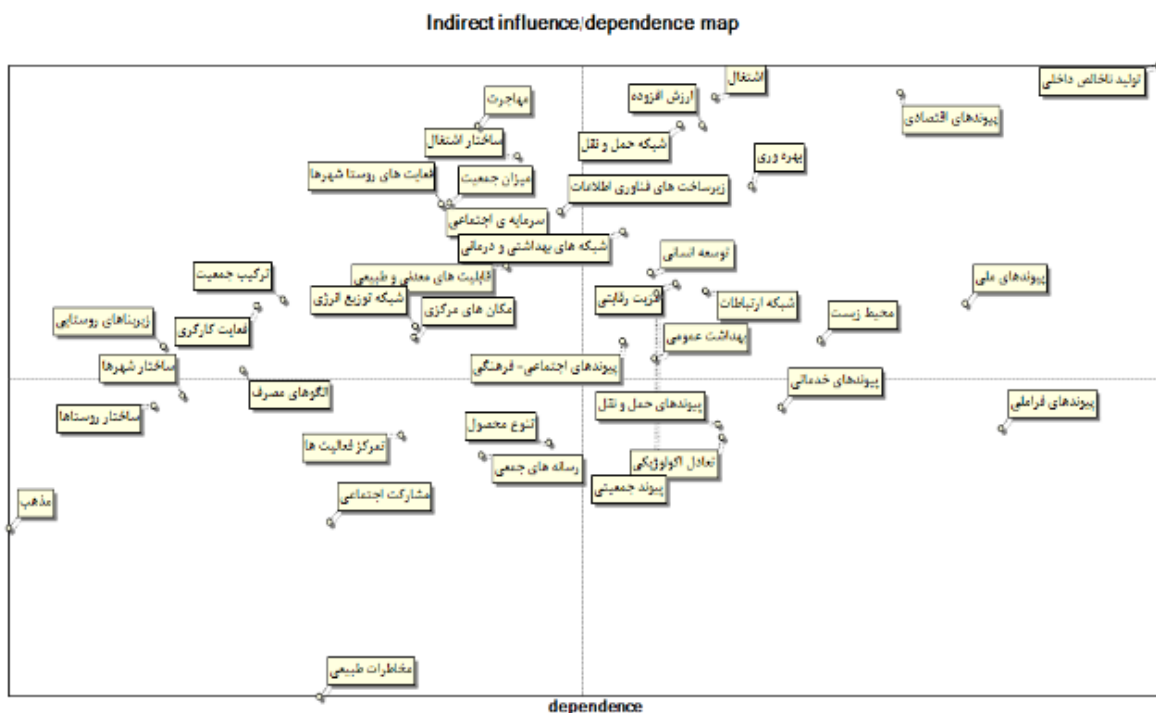 Indirect influence/dependence map
تولید ناخالص داخلی
اشتغال
ارزش افزوده
مهاجرت
پیوندهای اقتصادی
شبکه حمل و نقل
ساختار اشتغال
بهره وری
فعایت های روستا شهرها
میزان جمعیت
زیرساخت های فناوری اطلاعات
سرمایه ی اجتماعی
شبکه های بهداشتی و درمانی
توسعه انسانی
ترکیب جمعیت
قابلیت های معدنی و طبیعی
پیوندهای ملی
شبکه توزیع انرژی
مزیت رقابتی
شبکه ارتباطات
مکان های مرکزی
محیط زیست
زیربناهای روستایی
فعایت کارگری
بهداشت عمومی
ساختار شهرها
پیوندهای اجتماعی- فرهنگی
پیوندهای خدماتی
الگوهای مصرف
پیوندهای فراملی
ساختار روستاها
پیوندهای حمل و نقل
تنوع محصول
تمرکز فعالیت ها
تعادل اکولوژیکی
رسانه های جمعی
پیوند جمعیتی
مشارکت اجتماعی
مذهب
مخاطرات طبیعی
dependence